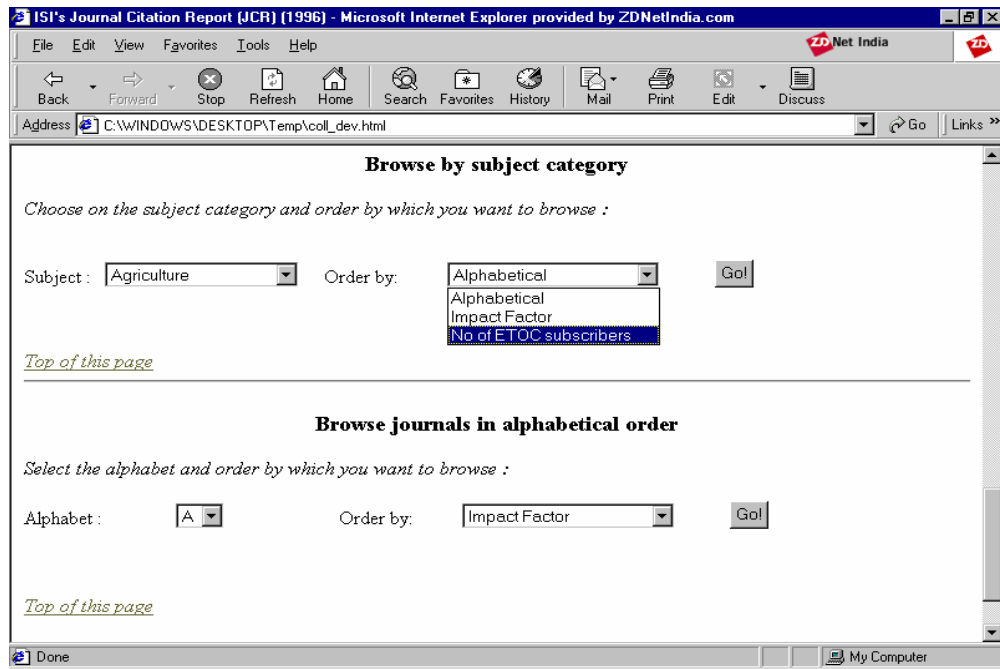 ISI's Journal Citation Report (JCR) (1996) - Microsoft Internet Explorer provided by ZDNetIndia.com
File Edit View Favorites Tools Help ZDNet India ZD
Back Forward Stop Refresh Home Search Favorites History Mail Print Edit Discuss
Address C:\WINDOWS\DESKTOP\Temp\coll_dev.html Go Links »
Browse by subject category
Choose on the subject category and order by which you want to browse :
Subject : Agriculture Order by: Alphabetical Go!
Alphabetical
Impact Factor
No of ETOC subscribers
Top of this page
Browse journals in alphabetical order
Select the alphabet and order by which you want to browse :
Alphabet : A Order by: Impact Factor Go!
Top of this page
Done My Computer